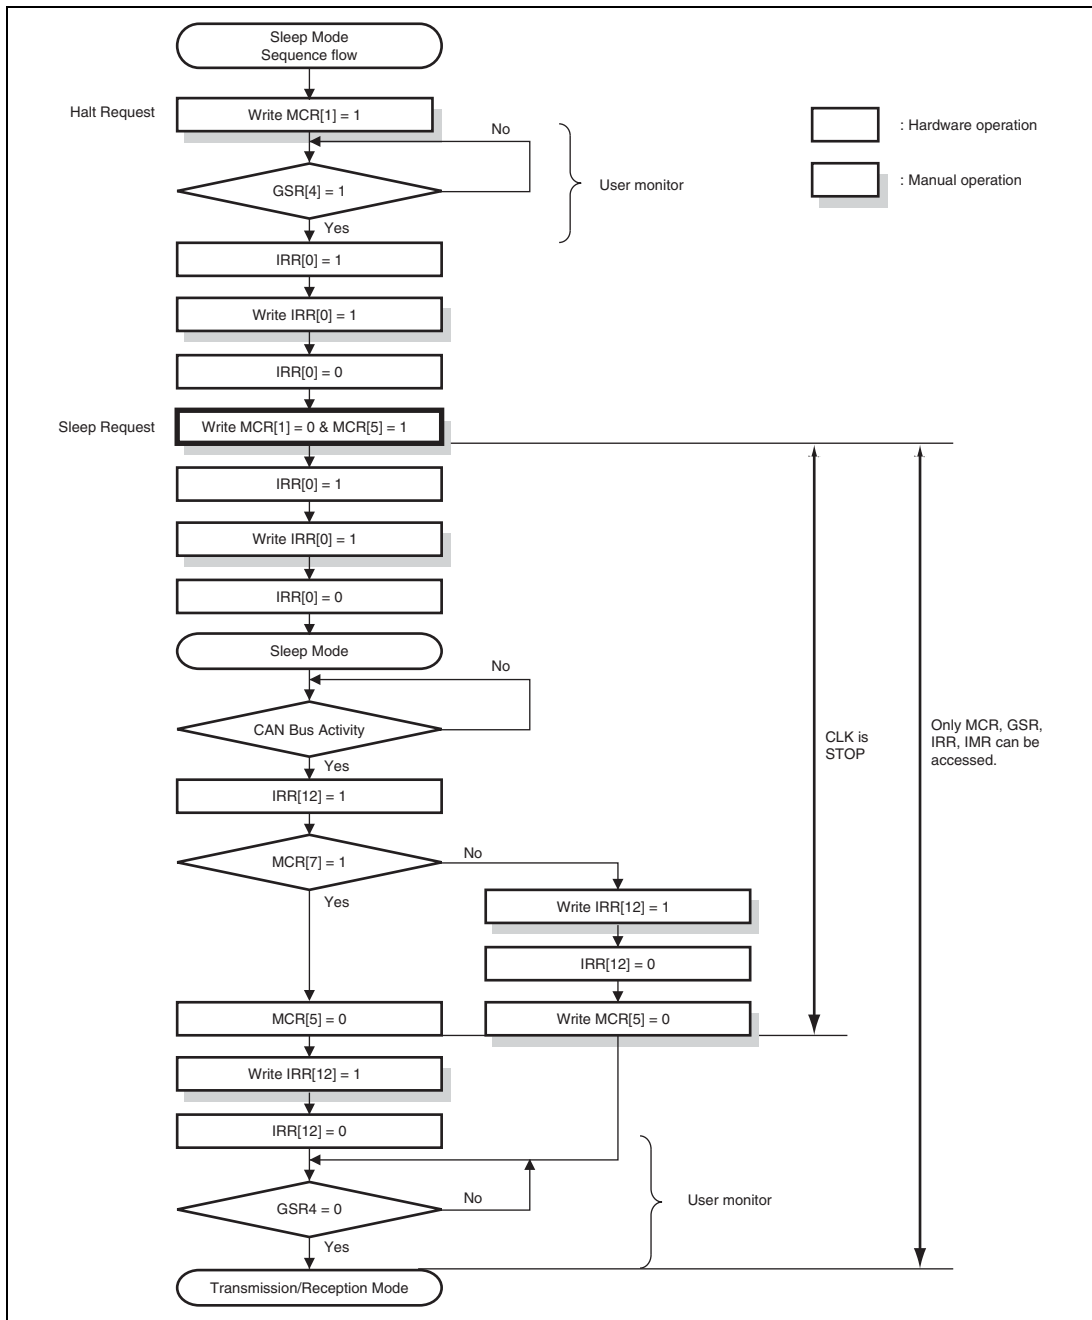 Sleep Mode
Sequence flow
Halt Request
Write MCR[1] = 1
No
: Hardware operation
GSR[4] = 1
User monitor
: Manual operation
Yes
IRR[0] = 1
Write IRR[0] = 1
IRR[0] = 0
Sleep Request
Write MCR[1] = 0 & MCR[5] = 1
IRR[0] = 1
Write IRR[0] = 1
IRR[0] = 0
Sleep Mode
No
CAN Bus Activity
CLK is
STOP
Only MCR, GSR,
IRR, IMR can be
accessed.
Yes
IRR[12] = 1
MCR[7] = 1
No
Yes
Write IRR[12] = 1
IRR[12] = 0
MCR[5] = 0
Write MCR[5] = 0
Write IRR[12] = 1
IRR[12] = 0
GSR4 = 0
No
User monitor
Yes
Transmission/Reception Mode